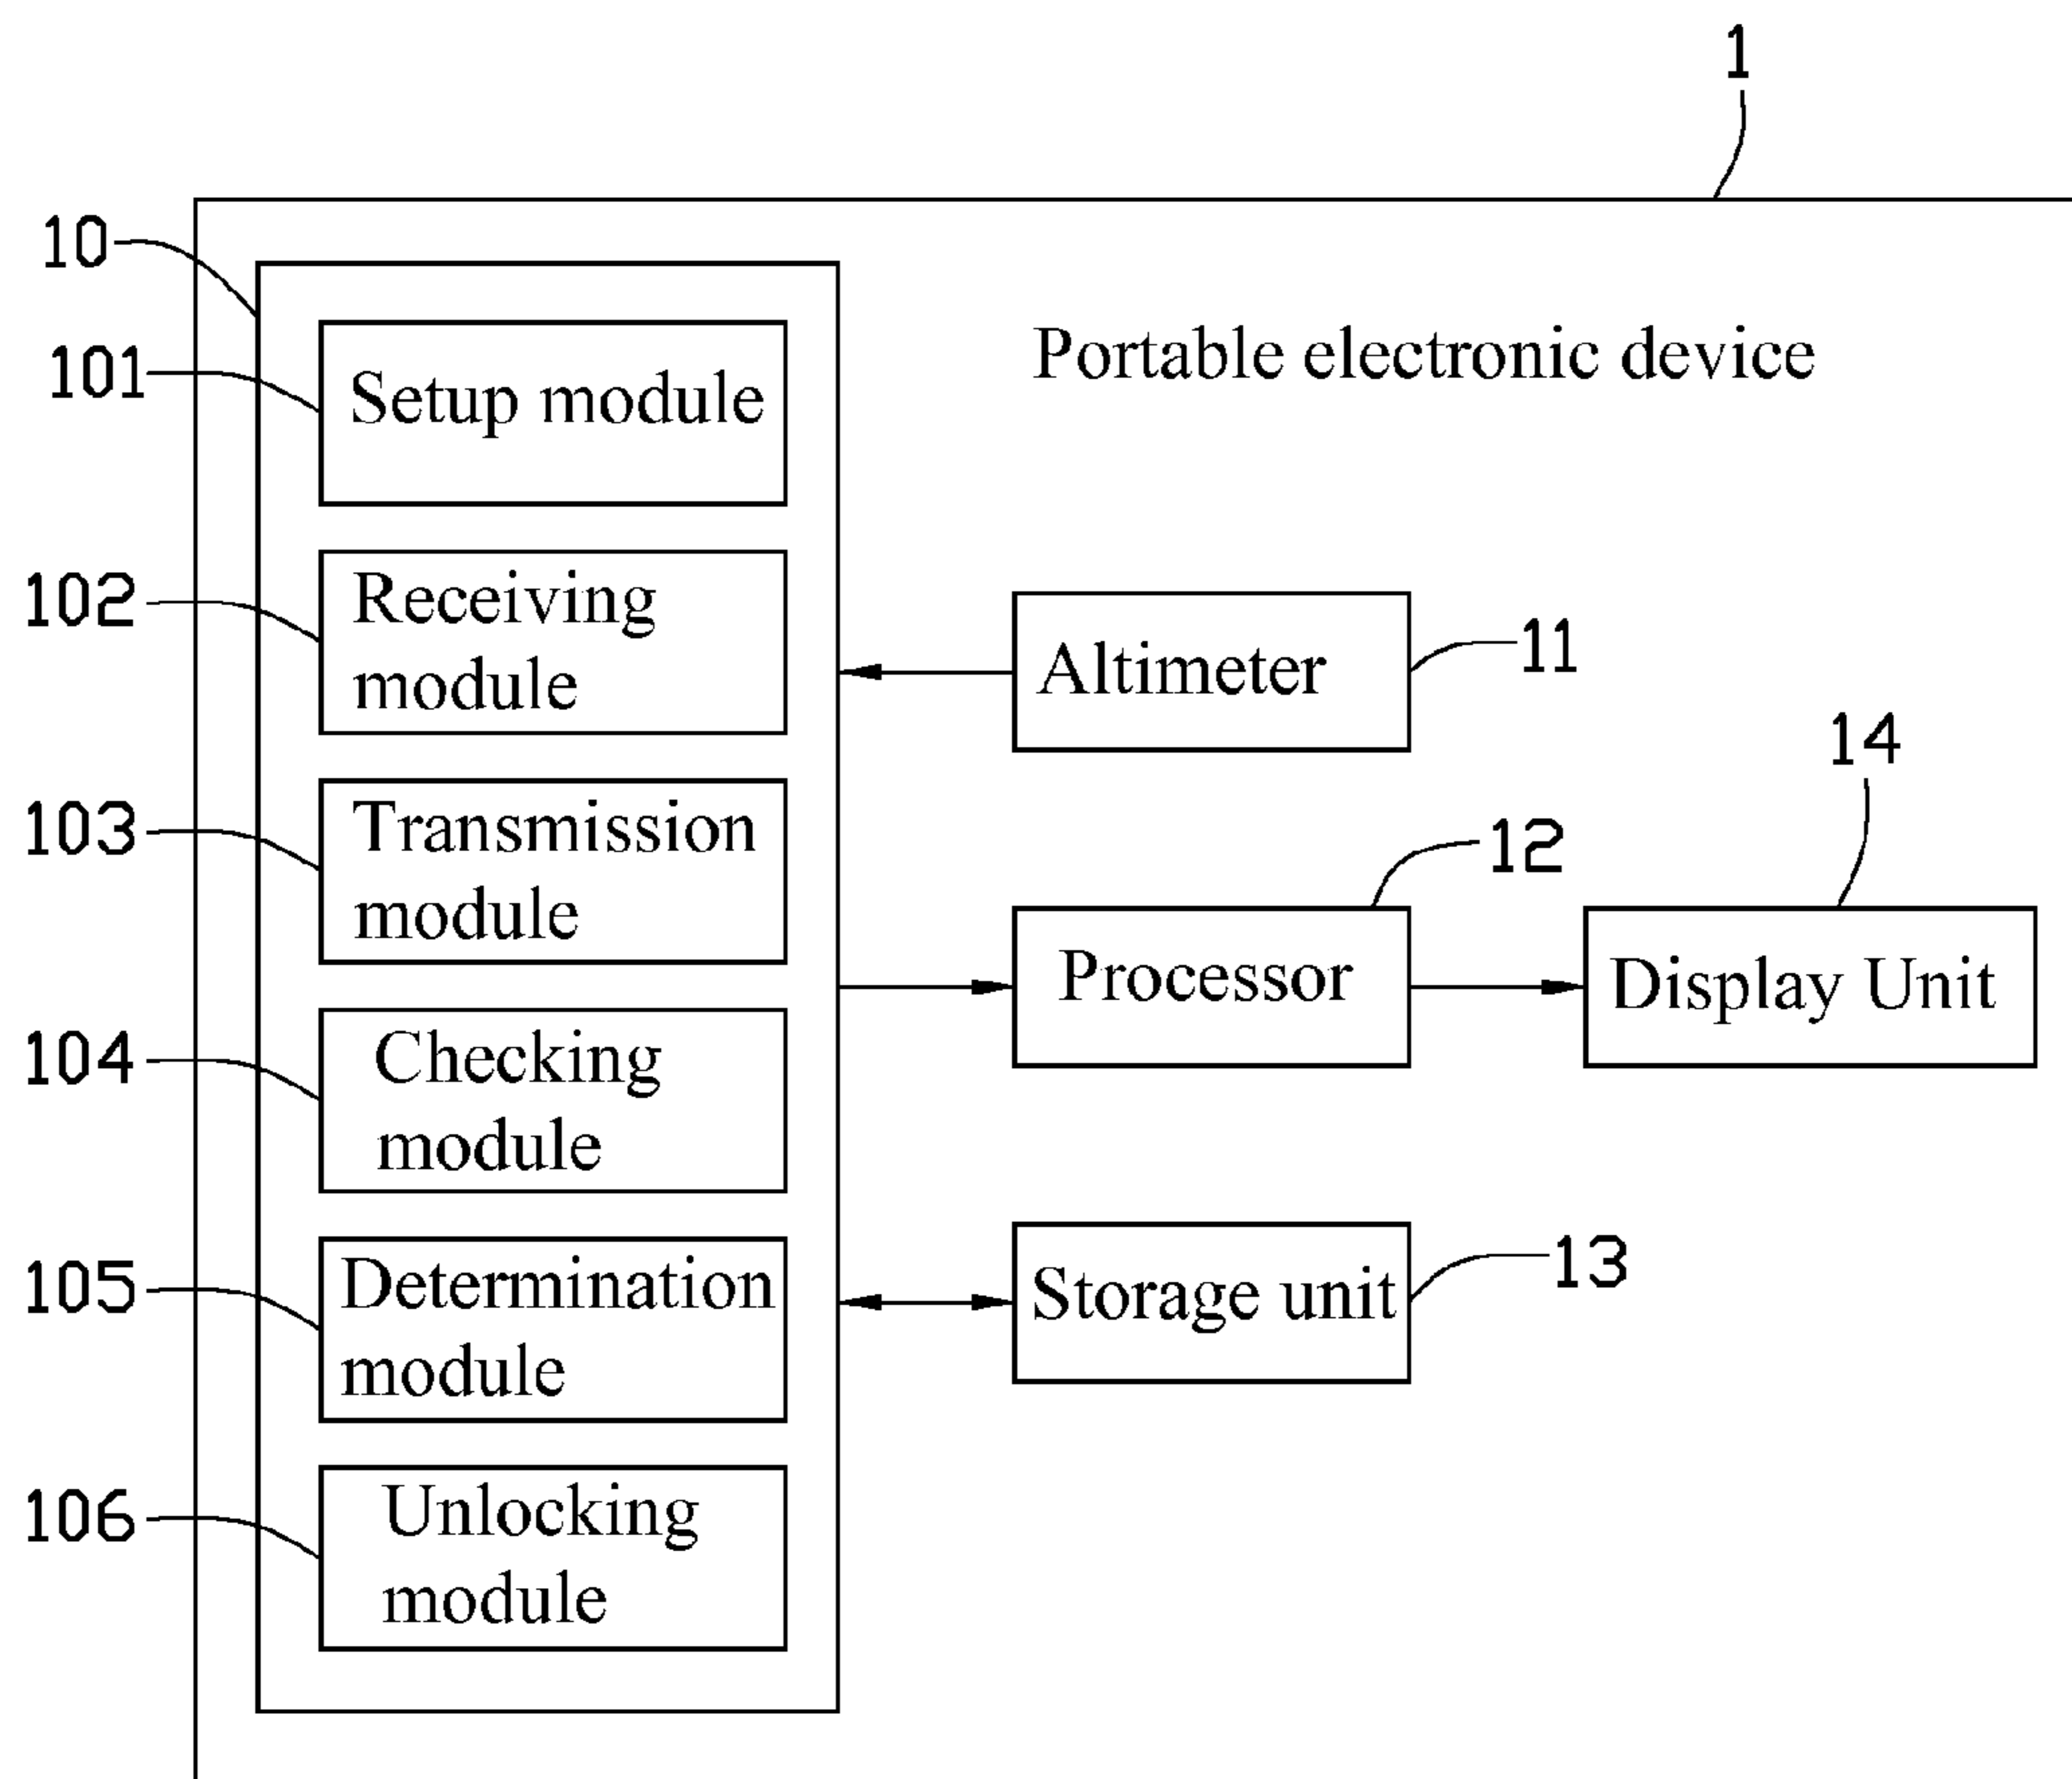 1
10
101
Setup module
Portable electronic device
102
Receiving
module
Altimeter
11
103
Transmission
module
14
12
Processor
Display Unit
104
Checking
module
105
Determination
module
Storage unit
13
106
Unlocking
module